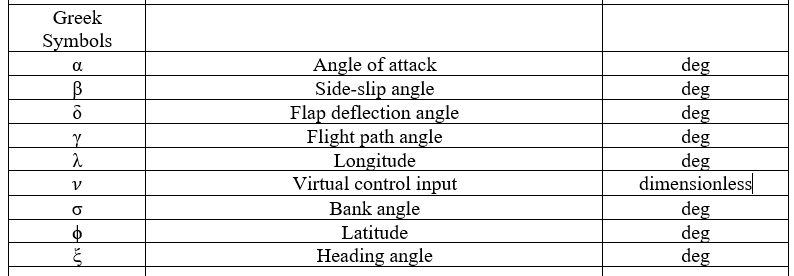 Greek
Symbols
α Angle of attack deg
β Side-slip angle deg
δ Flap deflection angle deg
γ Flight path angle deg
λ Longitude deg
ν Virtual control input dimensionless
σ Bank angle deg
ϕ Latitude deg
ξ Heading angle deg